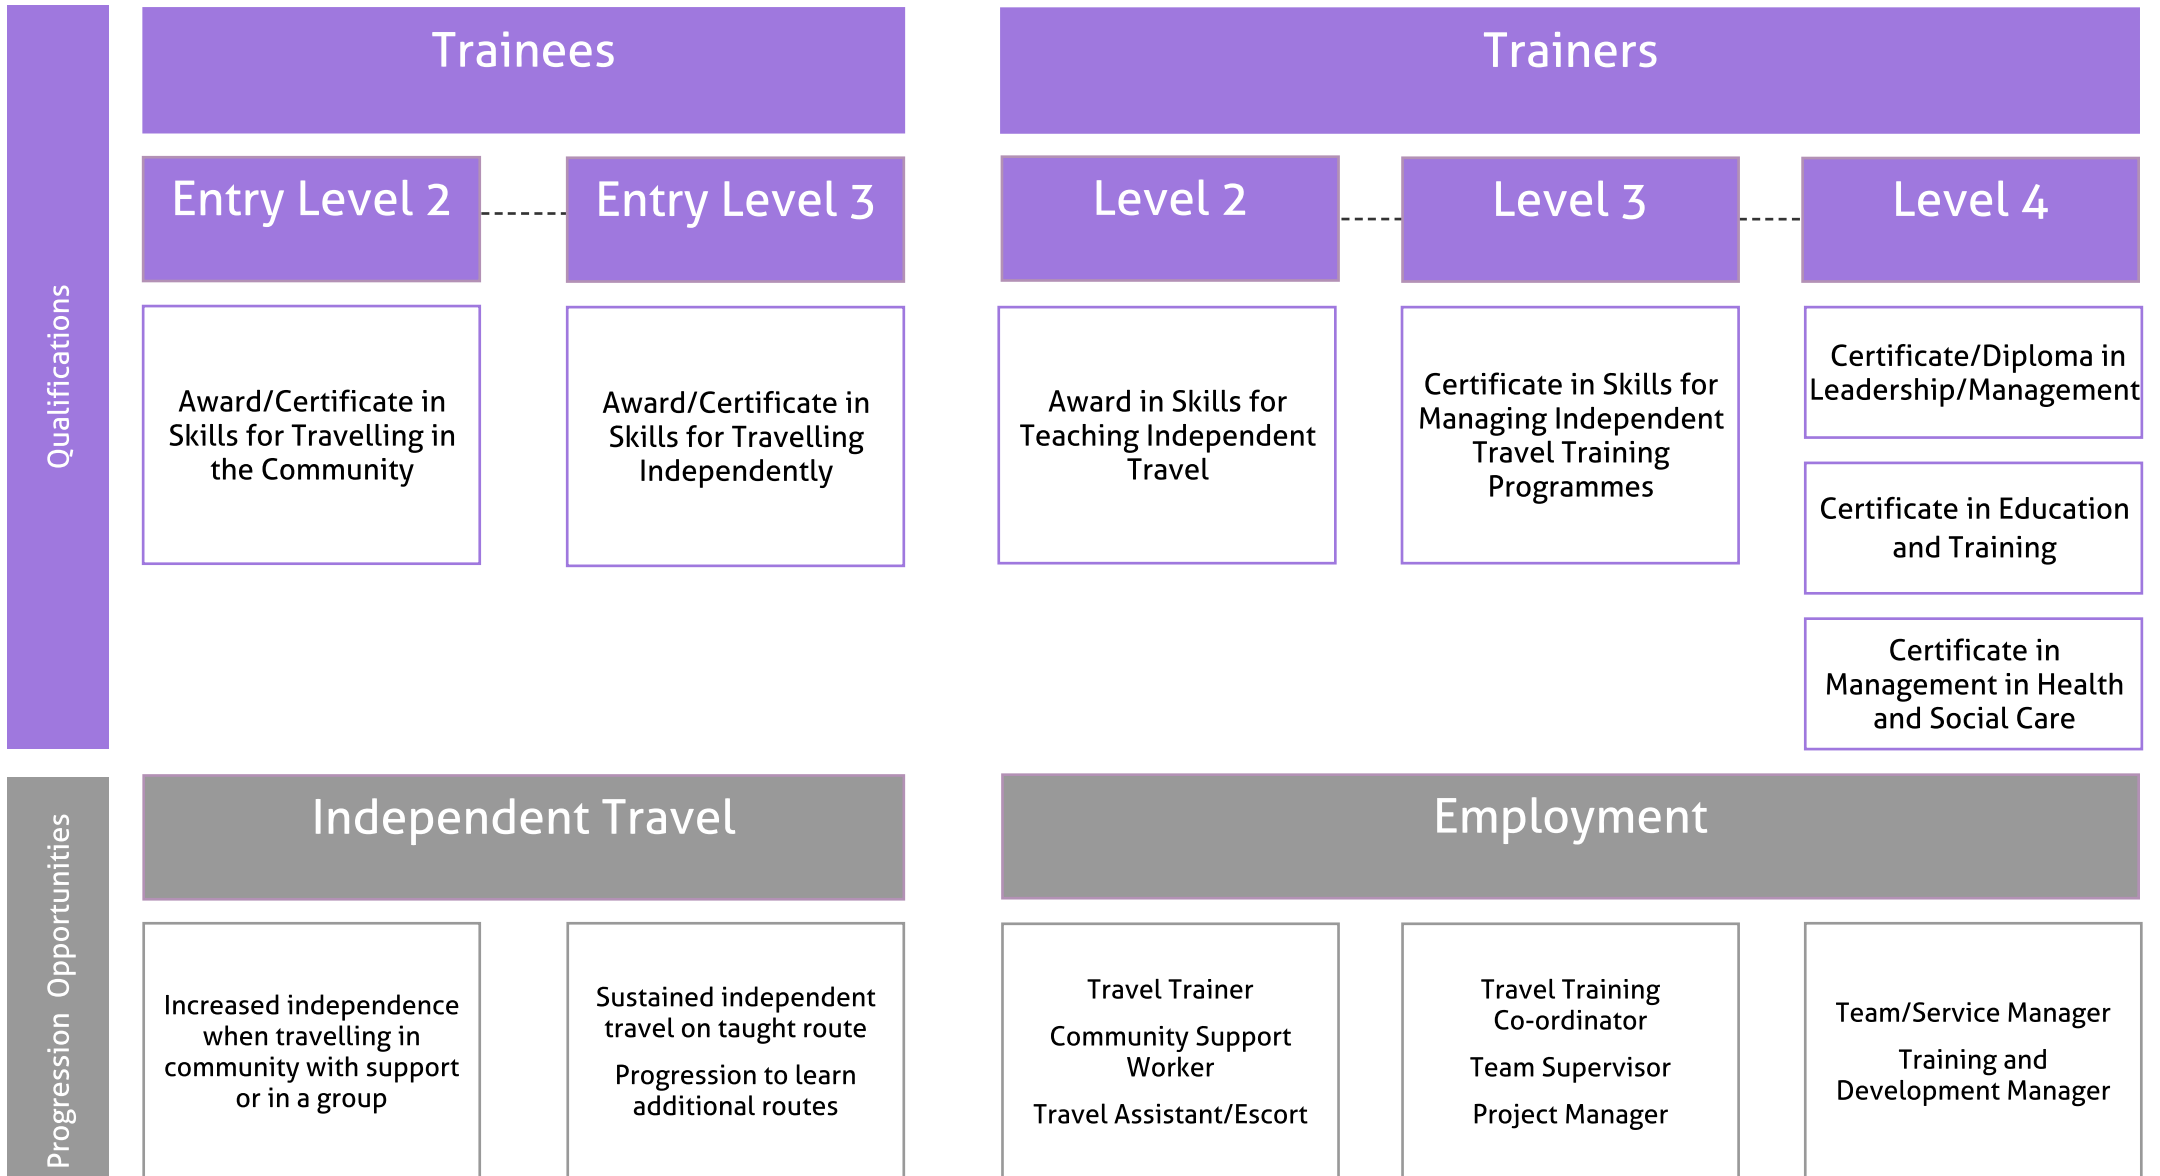 Qualifications
Trainees
Trainers
Entry Level 2
Entry Level 3
Level 2
Level 3
Level 4
Award/Certificate in
Skills for Travelling in
the Community
Award/Certificate in
Skills for Travelling
Independently
Award in Skills for
Teaching Independent
Travel
Certificate in Skills for
Managing Independent
Travel Training
Programmes
Certificate/Diploma in
Leadership/Management
Certificate in Education
and Training
Certificate in
Management in Health
and Social Care
Progression Opportunities
Independent Travel
Employment
Increased independence
when travelling in
community with support
or in a group
Sustained independent
travel on taught route
Progression to learn
additional routes
Travel Trainer
Community Support
Worker
Travel Assistant/Escort
Travel Training
Co-ordinator
Team Supervisor
Project Manager
Team/Service Manager
Training and
Development Manager